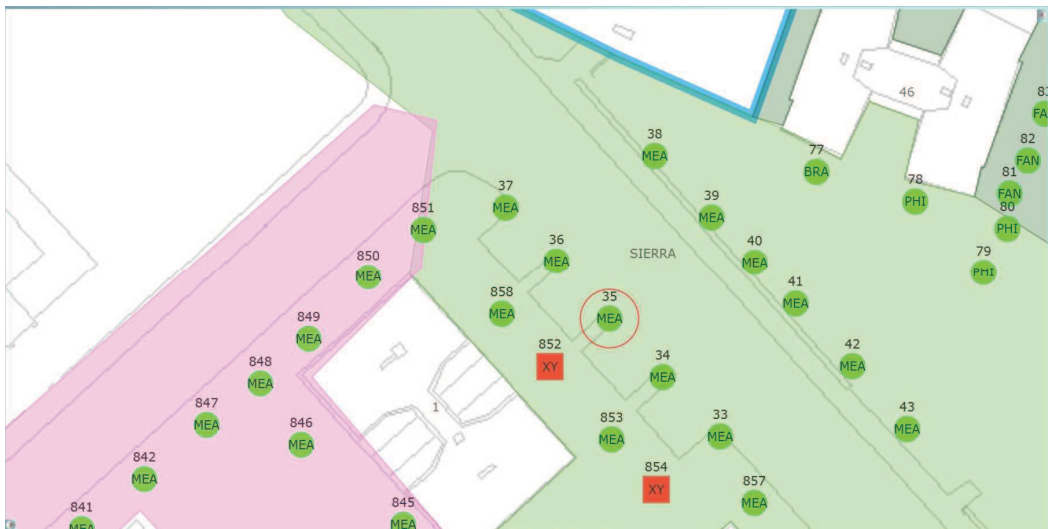 83
FAN
46
82
FAN
38
MEA
77
BRA
81
FAN
78
PHI
37
MEA
39
MEA
80
PHI
851
MEA
36
MEA
40
MEA
SIERRA
79
PHI
850
MEA
41
MEA
858
MEA
35
MEA
849
MEA
852
XY
42
MEA
848
MEA
34
MEA
847
MEA
1
846
MEA
853
MEA
33
MEA
43
MEA
842
MEA
854
XY
857
MEA
841
MEA
845
MEA